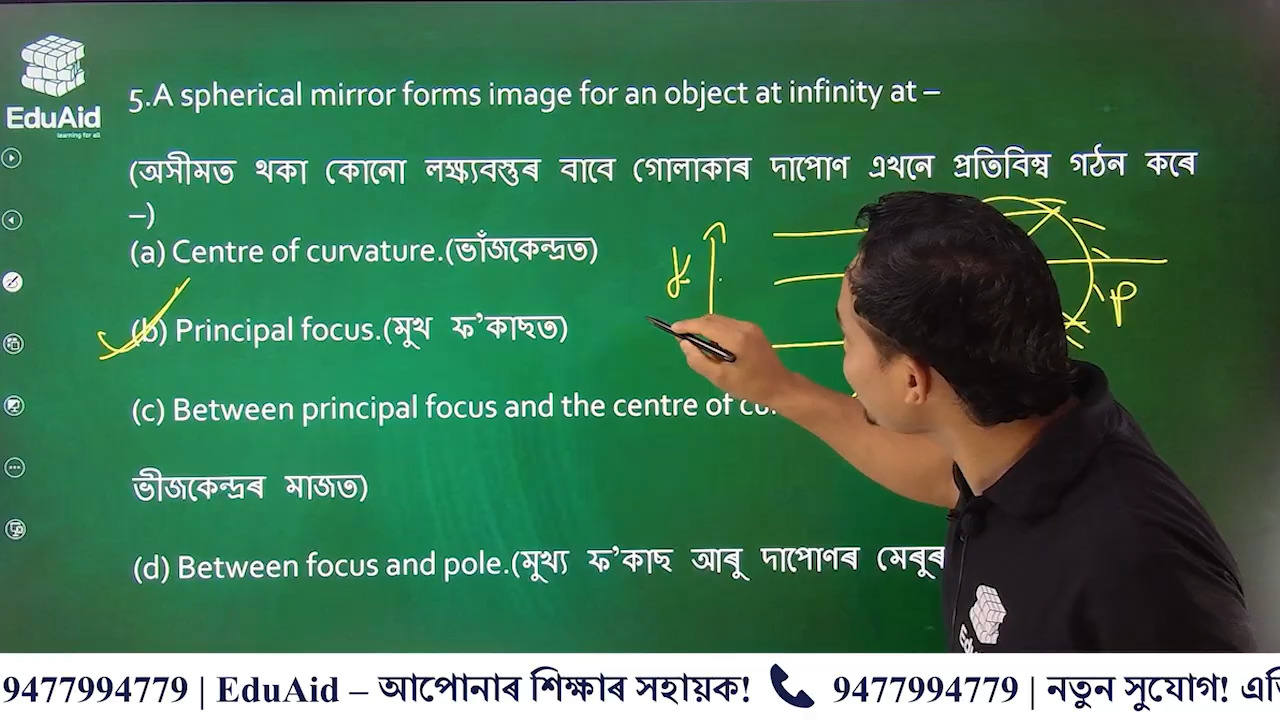 EduAid
learning for all
5.A spherical mirror forms image for an object at infinity at –
(অসীমত থকা কোনো লক্ষ্যবস্তুৰ বাবে গোলাকাৰ দাপোণ এখনে প্ৰতিবিম্ব গঠন কৰে
–)
(a) Centre of curvature.(ভাঁজকেন্দ্ৰত)
(b) Principal focus.(মুখ ফ’কাছত)
P
(c) Between principal focus and the centre of
ভাঁজকেন্দ্ৰৰ মাজত)
(d) Between focus and pole.(মুখ্য ফ’কাছ আৰু দাপোণৰ মেৰুৰ
EduAid
9477994779 | EduAid – আপোনাৰ শিক্ষাৰ সহায়ক! 9477994779 | নতুন সুযোগ!